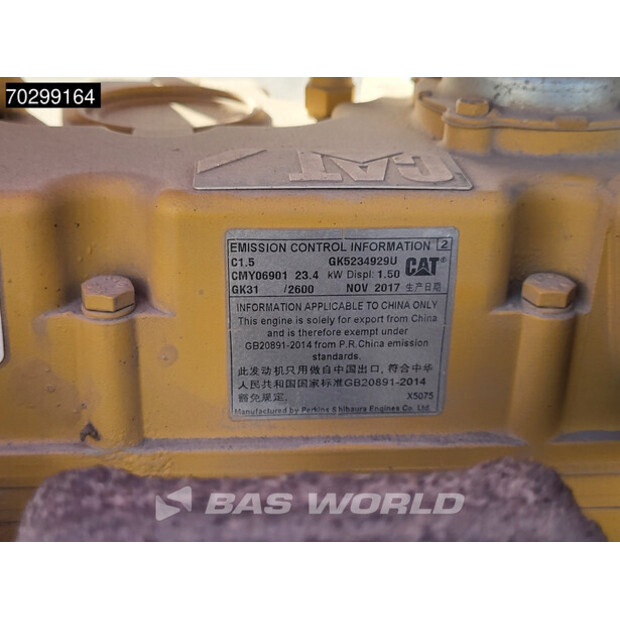 70299164
CAT
EMISSION CONTROL INFORMATION 2
C1.5 GK5234929U
CMY06901 23.4 kW Displ: 1.50 CAT
GK31 /2600 NOV 2017 生产日期
INFORMATION APPLICABLE TO CHINA ONLY
This engine is solely for export from China
and is therefore exempt under
GB20891-2014 from P.R.China emission
standards.
此发动机只用做自中国出口，符合中华
人民共和国国家标准GB20891-2014
豁免规定. X5075
Manufactured by Perkins Shibaura Engines Co. Ltd.
BAS WORLD